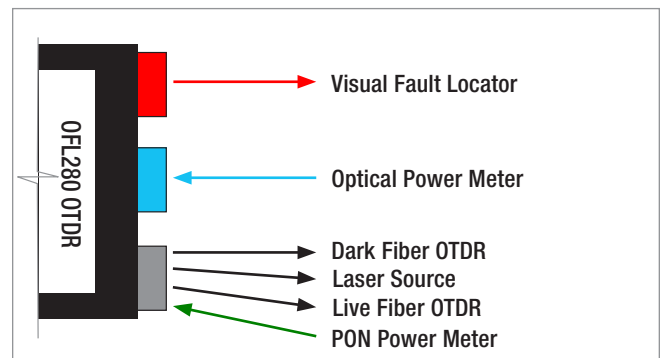 OFL280 OTDR
Visual Fault Locator
Optical Power Meter
Dark Fiber OTDR
Laser Source
Live Fiber OTDR
PON Power Meter